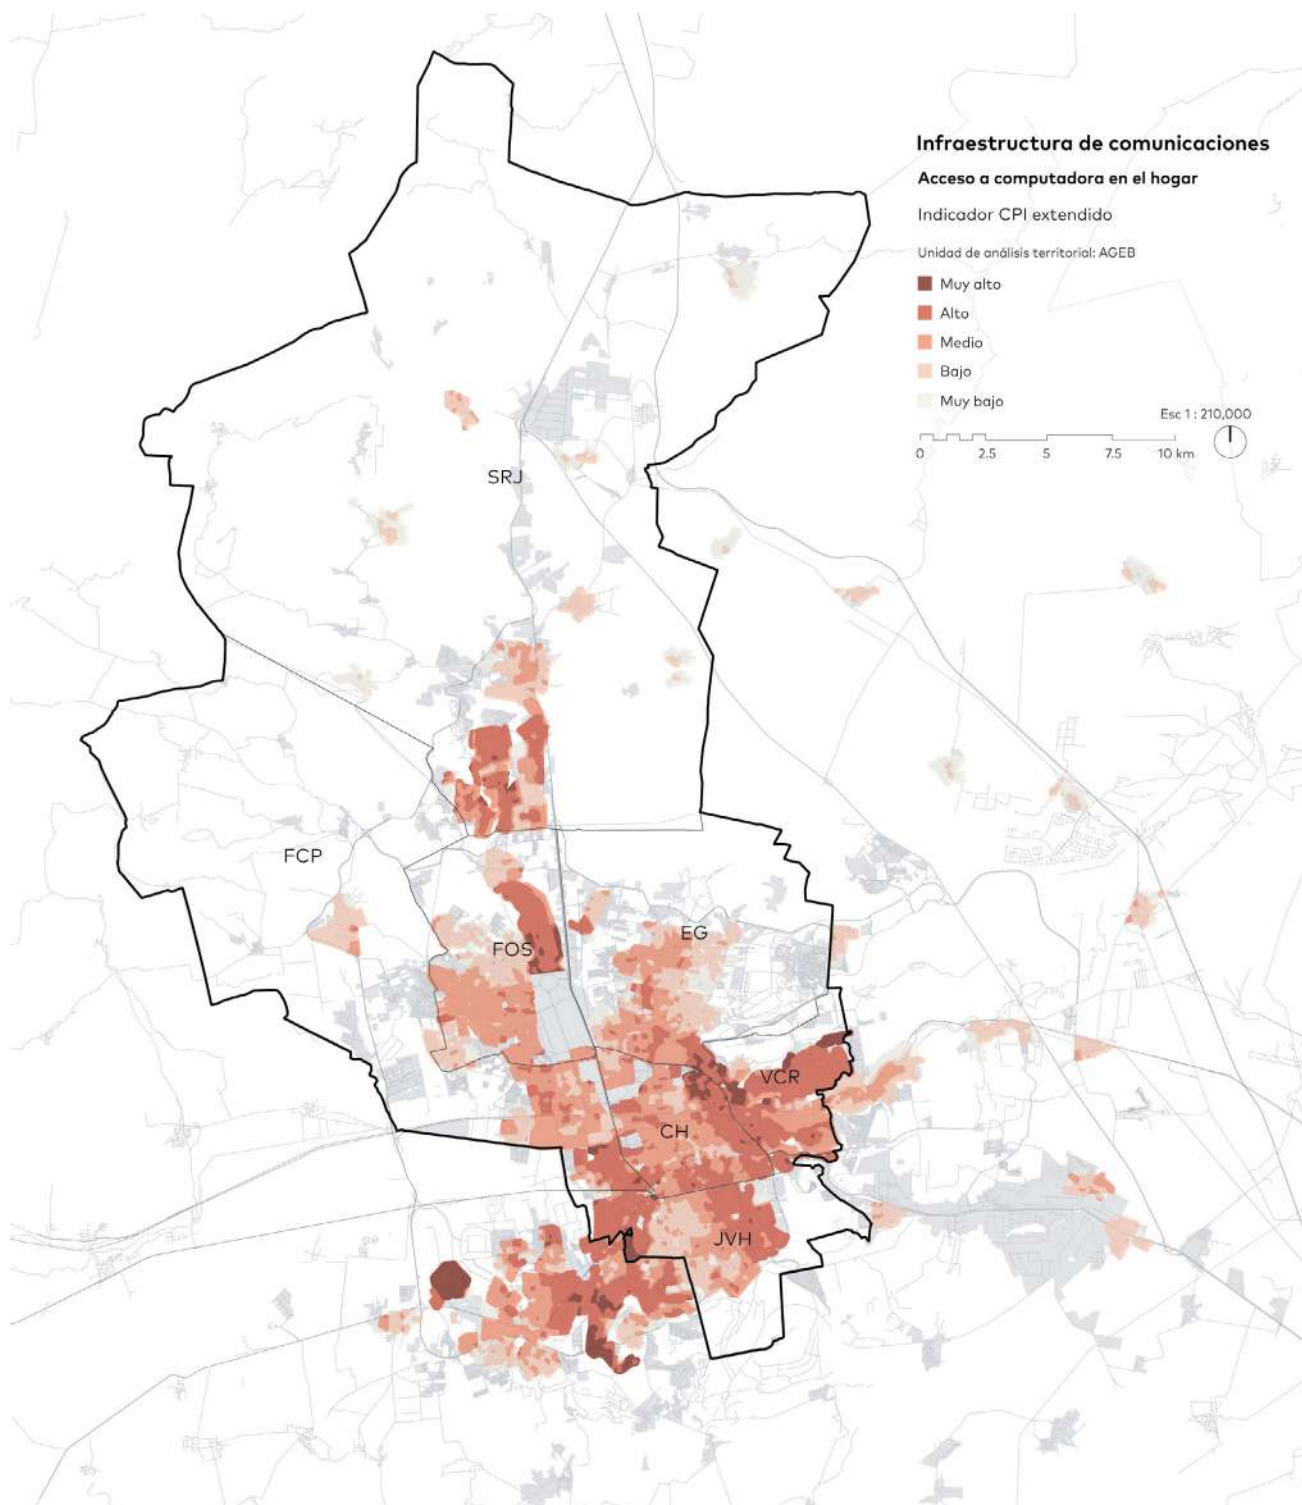 Infraestructura de comunicaciones
Acceso a computadora en el hogar
Indicador CPI extendido
Unidad de análisis territorial: AGEB
Muy alto
Alto
Medio
Bajo
Muy bajo
Esc 1 : 210,000
0 2.5 5 7.5 10 km
SRJ
FCP
FOS
EG
VCR
CH
JVH